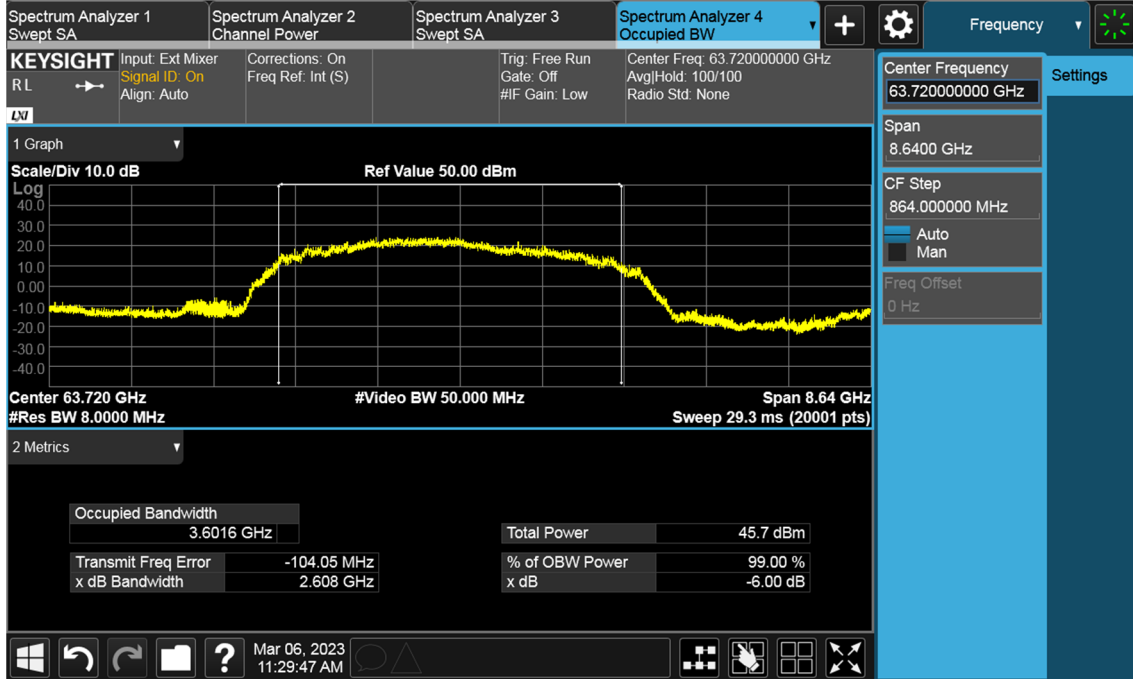 Spectrum Analyzer 1
Swept SA
Spectrum Analyzer 2
Channel Power
Spectrum Analyzer 3
Swept SA
Spectrum Analyzer 4
Occupied BW
+
Frequency
KEYSIGHT
R L
LXI
Input: Ext Mixer
Signal ID: On
Align: Auto
Corrections: On
Freq Ref: Int (S)
Trig: Free Run
Gate: Off
#IF Gain: Low
Center Freq: 63.720000000 GHz
Avg|Hold: 100/100
Radio Std: None
Center Frequency
63.720000000 GHz
Settings
Span
8.6400 GHz
CF Step
864.000000 MHz
Auto
Man
Freq Offset
0 Hz
1 Graph
Scale/Div 10.0 dB
Ref Value 50.00 dBm
Log
40.0
30.0
20.0
10.0
0.00
-10.0
-20.0
-30.0
-40.0
Center 63.720 GHz
#Video BW 50.000 MHz
Span 8.64 GHz
#Res BW 8.0000 MHz
Sweep 29.3 ms (20001 pts)
2 Metrics
Occupied Bandwidth
3.6016 GHz
Total Power 45.7 dBm
Transmit Freq Error -104.05 MHz
% of OBW Power 99.00 %
x dB Bandwidth 2.608 GHz
x dB -6.00 dB
?
Mar 06, 2023
11:29:47 AM